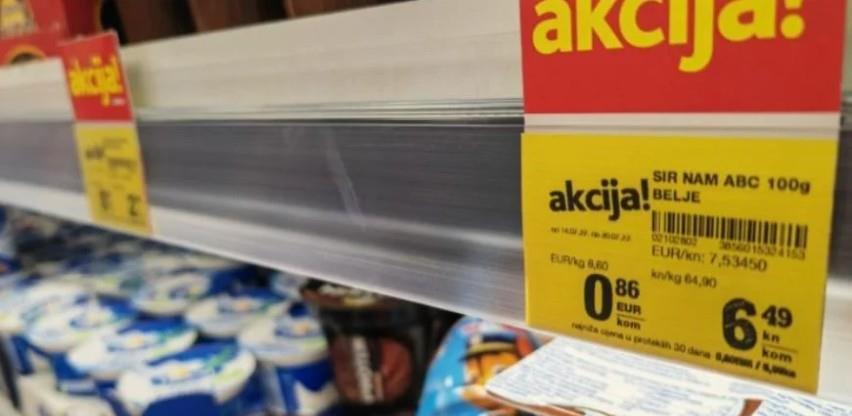 akcija!
akcija!
akcija!
SIR NAM ABC 100g
BELJE
EUR/kn: 7,53450
EUR/kg 8,60
kn/kg 64,90
0 86
EUR
kom
6 49
kn
kom
najniža cijena u proteklih 30 dana